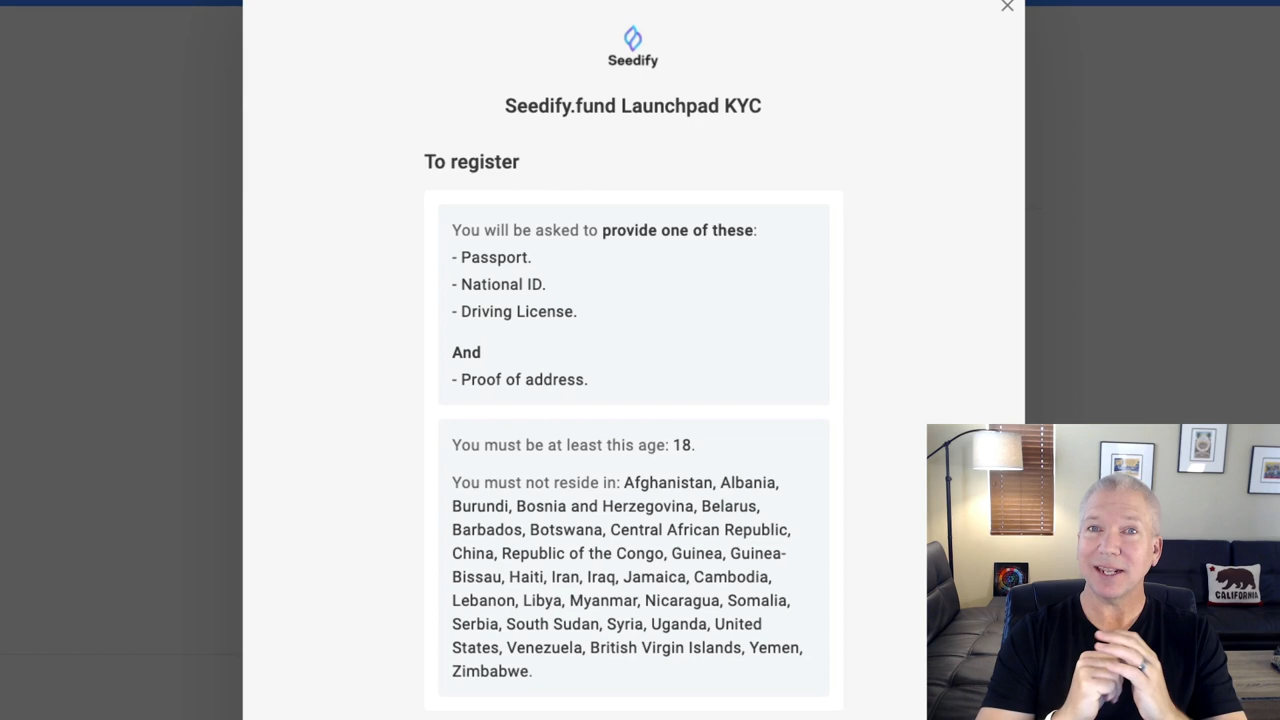 Seedify
Seedify.fund Launchpad KYC
To register
You will be asked to provide one of these:
- Passport.
- National ID.
- Driving License.
And
- Proof of address.
You must be at least this age: 18.
You must not reside in: Afghanistan, Albania,
Burundi, Bosnia and Herzegovina, Belarus,
Barbados, Botswana, Central African Republic,
China, Republic of the Congo, Guinea, Guinea-
Bissau, Haiti, Iran, Iraq, Jamaica, Cambodia,
Lebanon, Libya, Myanmar, Nicaragua, Somalia,
Serbia, South Sudan, Syria, Uganda, United
States, Venezuela, British Virgin Islands, Yemen,
Zimbabwe.
CALIFORNIA